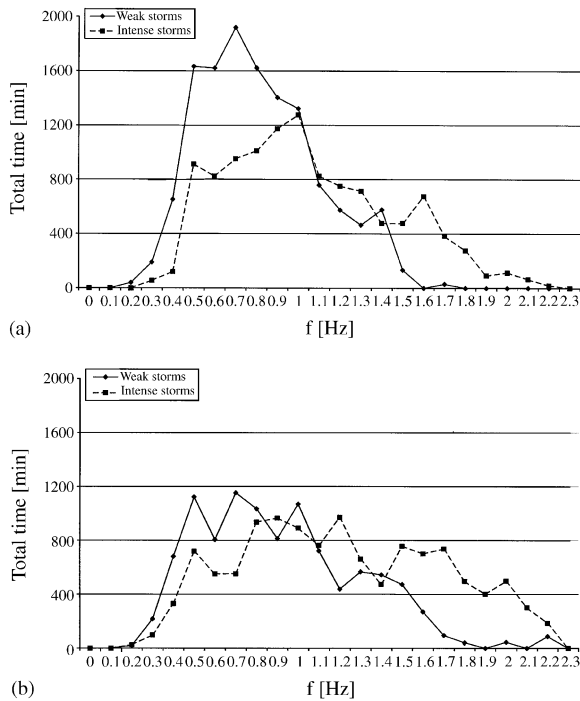 2000
1600
1200
800
400
0
Total time [min]
Weak storms
Intense storms
0 0.1 0.2 0.3 0.4 0.5 0.6 0.7 0.8 0.9 1 1.1 1.2 1.3 1.4 1.5 1.6 1.7 1.8 1.9 2 2.1 2.2 2.3
(a)
f [Hz]
2000
1600
1200
800
400
0
Total time [min]
Weak storms
Intense storms
0 0.1 0.2 0.3 0.4 0.5 0.6 0.7 0.8 0.9 1 1.1 1.2 1.3 1.4 1.5 1.6 1.7 1.8 1.9 2 2.1 2.2 2.3
(b)
f [Hz]